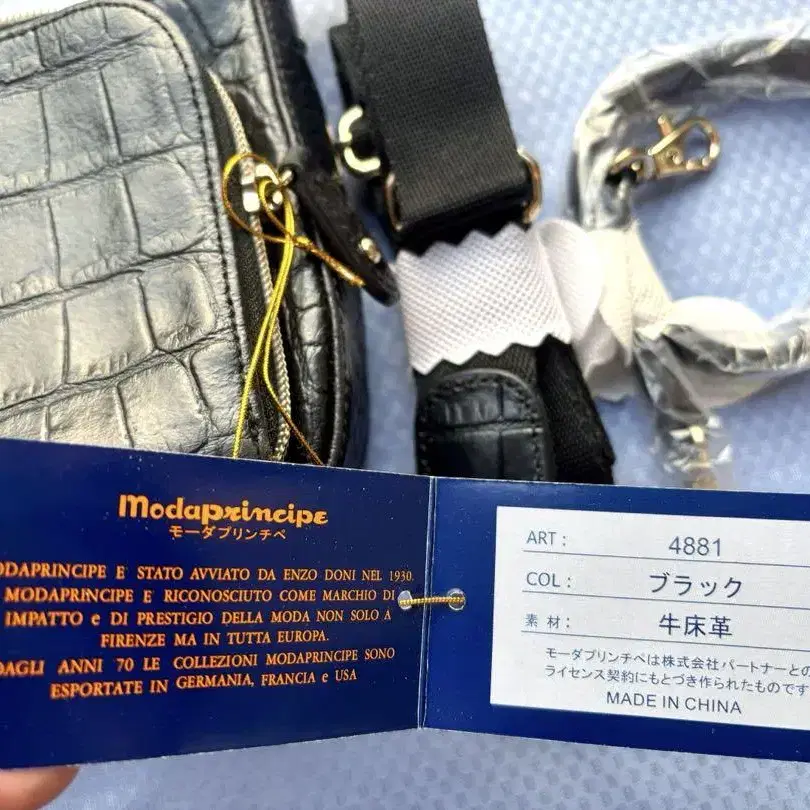 Modaprincipe
モーダプリンチペ
ODAPRINCIPE E' STATO AVVIATO DA ENZO DONI NEL 1930.
MODAPRINCIPE E' RICONOSCIUTO COME MARCHIO DI
IMPATTO e DI PRESTIGIO DELLA MODA NON SOLO A
FIRENZE MA IN TUTTA EUROPA.
DAGLI ANNI 70 LE COLLEZIONI MODAPRINCIPE SONO
ESPORTATE IN GERMANIA, FRANCIA e USA
ART: 4881
COL: ブラック
素材: 牛床革
モーダプリンチペは株式会社パートナーとの
ライセンス契約にもとづき作られたものです
MADE IN CHINA